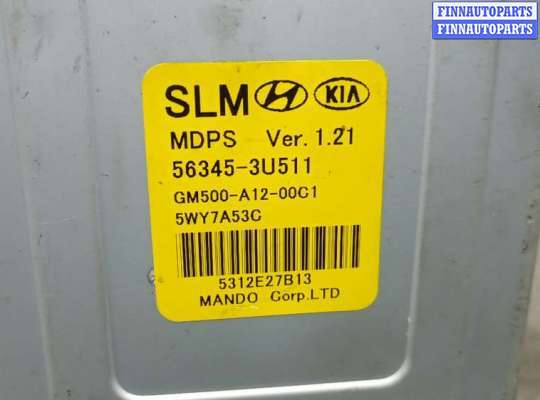 FINNAUTOPARTS
FINNAUTOPARTS
SLM KIA
MDPS Ver. 1.21
56345-3U511
GM500-A12-00C1
5WY7A53C
5312E27B13
MANDO Corp.LTD